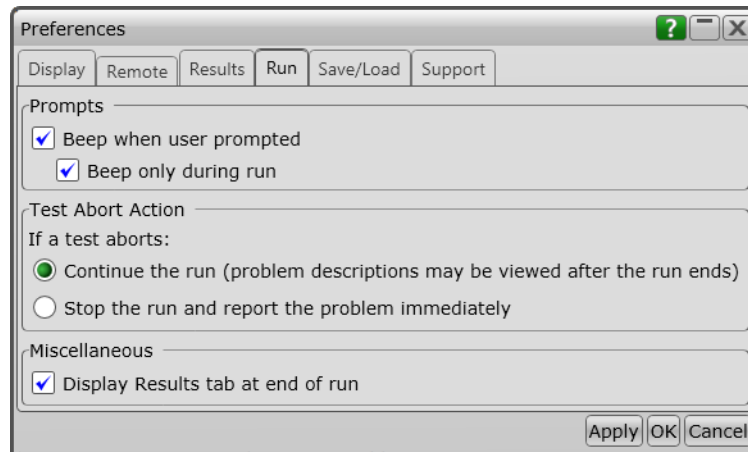 Preferences
?
X
Display Remote Results Run Save/Load Support
Prompts
Beep when user prompted
Beep only during run
Test Abort Action
If a test aborts:
Continue the run (problem descriptions may be viewed after the run ends)
Stop the run and report the problem immediately
Miscellaneous
Display Results tab at end of run
Apply OK Cancel